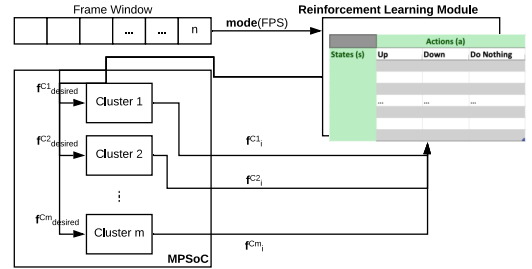 Frame Window
... ... n
mode(FPS)
Reinforcement Learning Module
Actions (a)
States (s) Up Down Do Nothing
... ... ...
f^C1_desired
Cluster 1
f^C1_i
f^C2_desired
Cluster 2
f^C2_i
⋮
f^Cm_desired
Cluster m
f^Cm_i
MPSoC